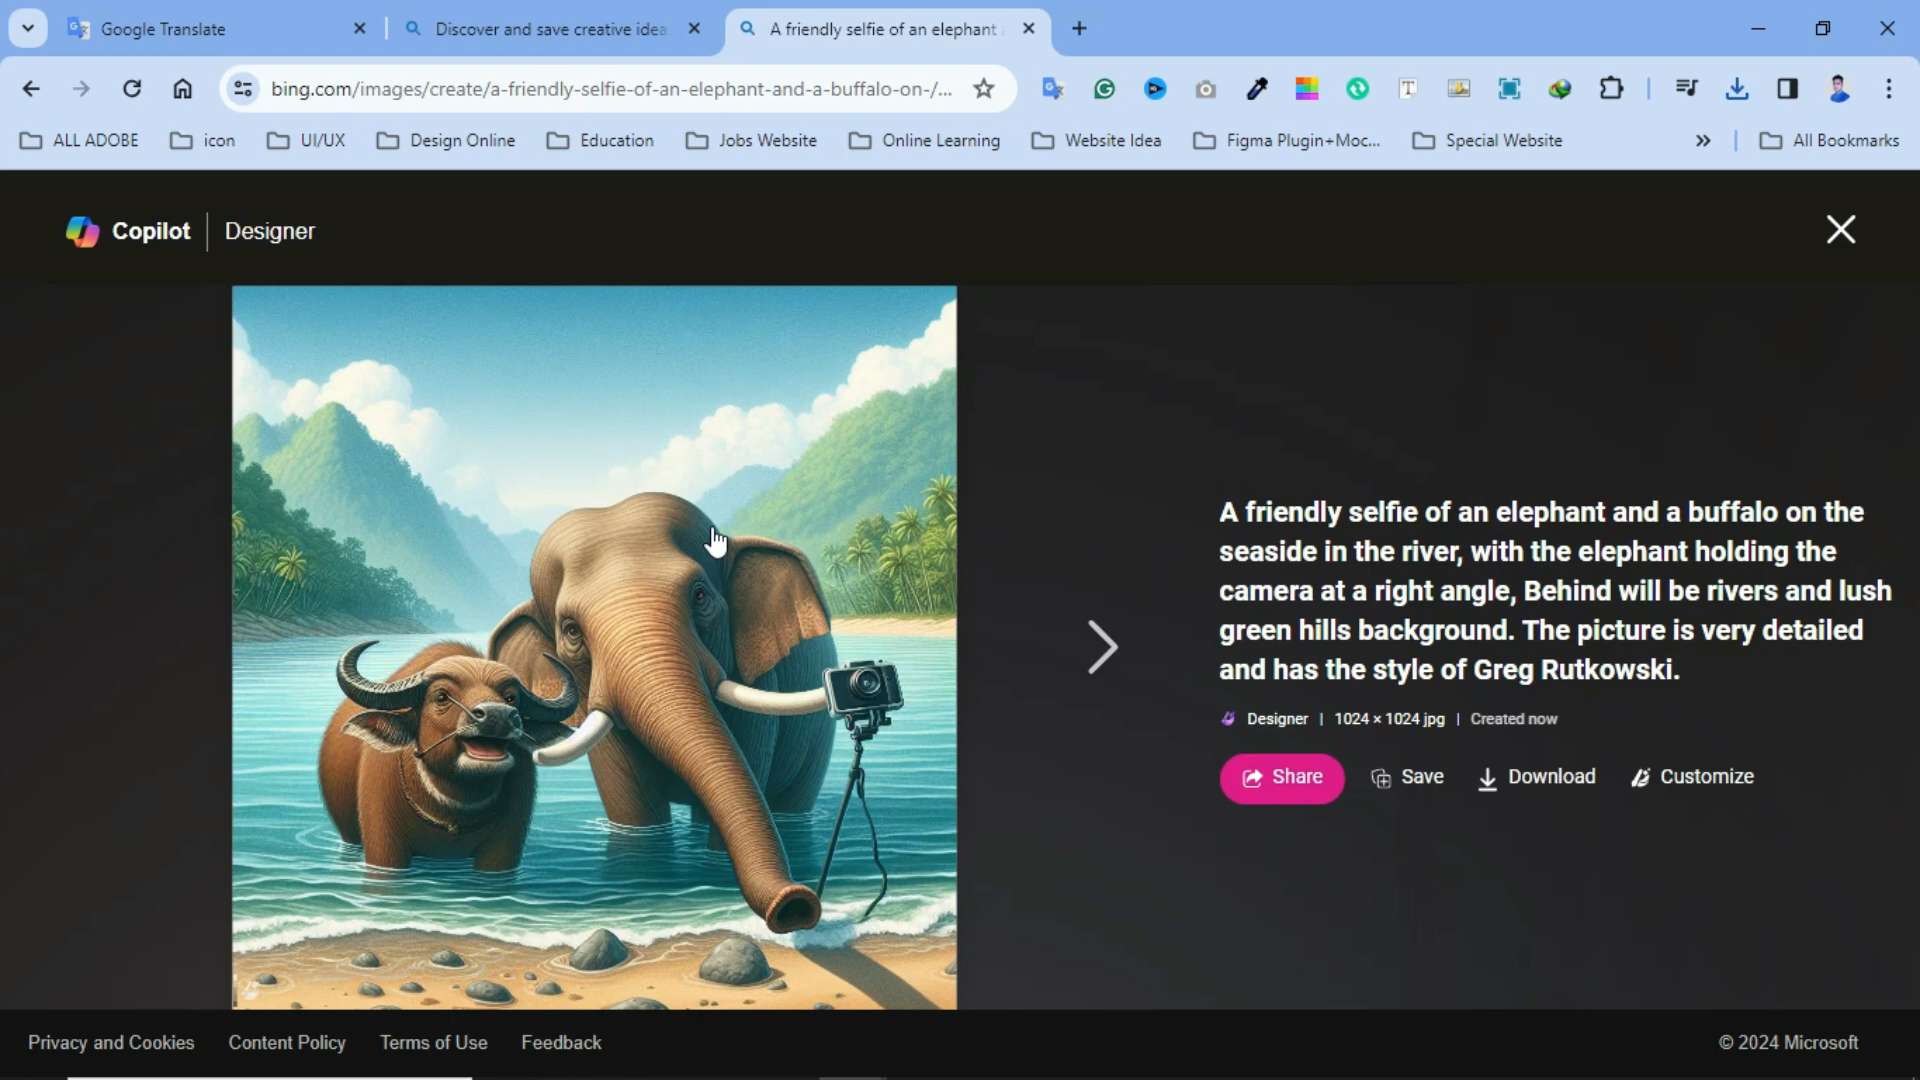 Google Translate
Discover and save creative idea
A friendly selfie of an elephant
bing.com/images/create/a-friendly-selfie-of-an-elephant-and-a-buffalo-on-/...
ALL ADOBE
icon
UI/UX
Design Online
Education
Jobs Website
Online Learning
Website Idea
Figma Plugin+Moc...
Special Website
All Bookmarks
Copilot
Designer
A friendly selfie of an elephant and a buffalo on the
seaside in the river, with the elephant holding the
camera at a right angle, Behind will be rivers and lush
green hills background. The picture is very detailed
and has the style of Greg Rutkowski.
Designer | 1024 × 1024 jpg | Created now
Share
Save
Download
Customize
Privacy and Cookies
Content Policy
Terms of Use
Feedback
© 2024 Microsoft